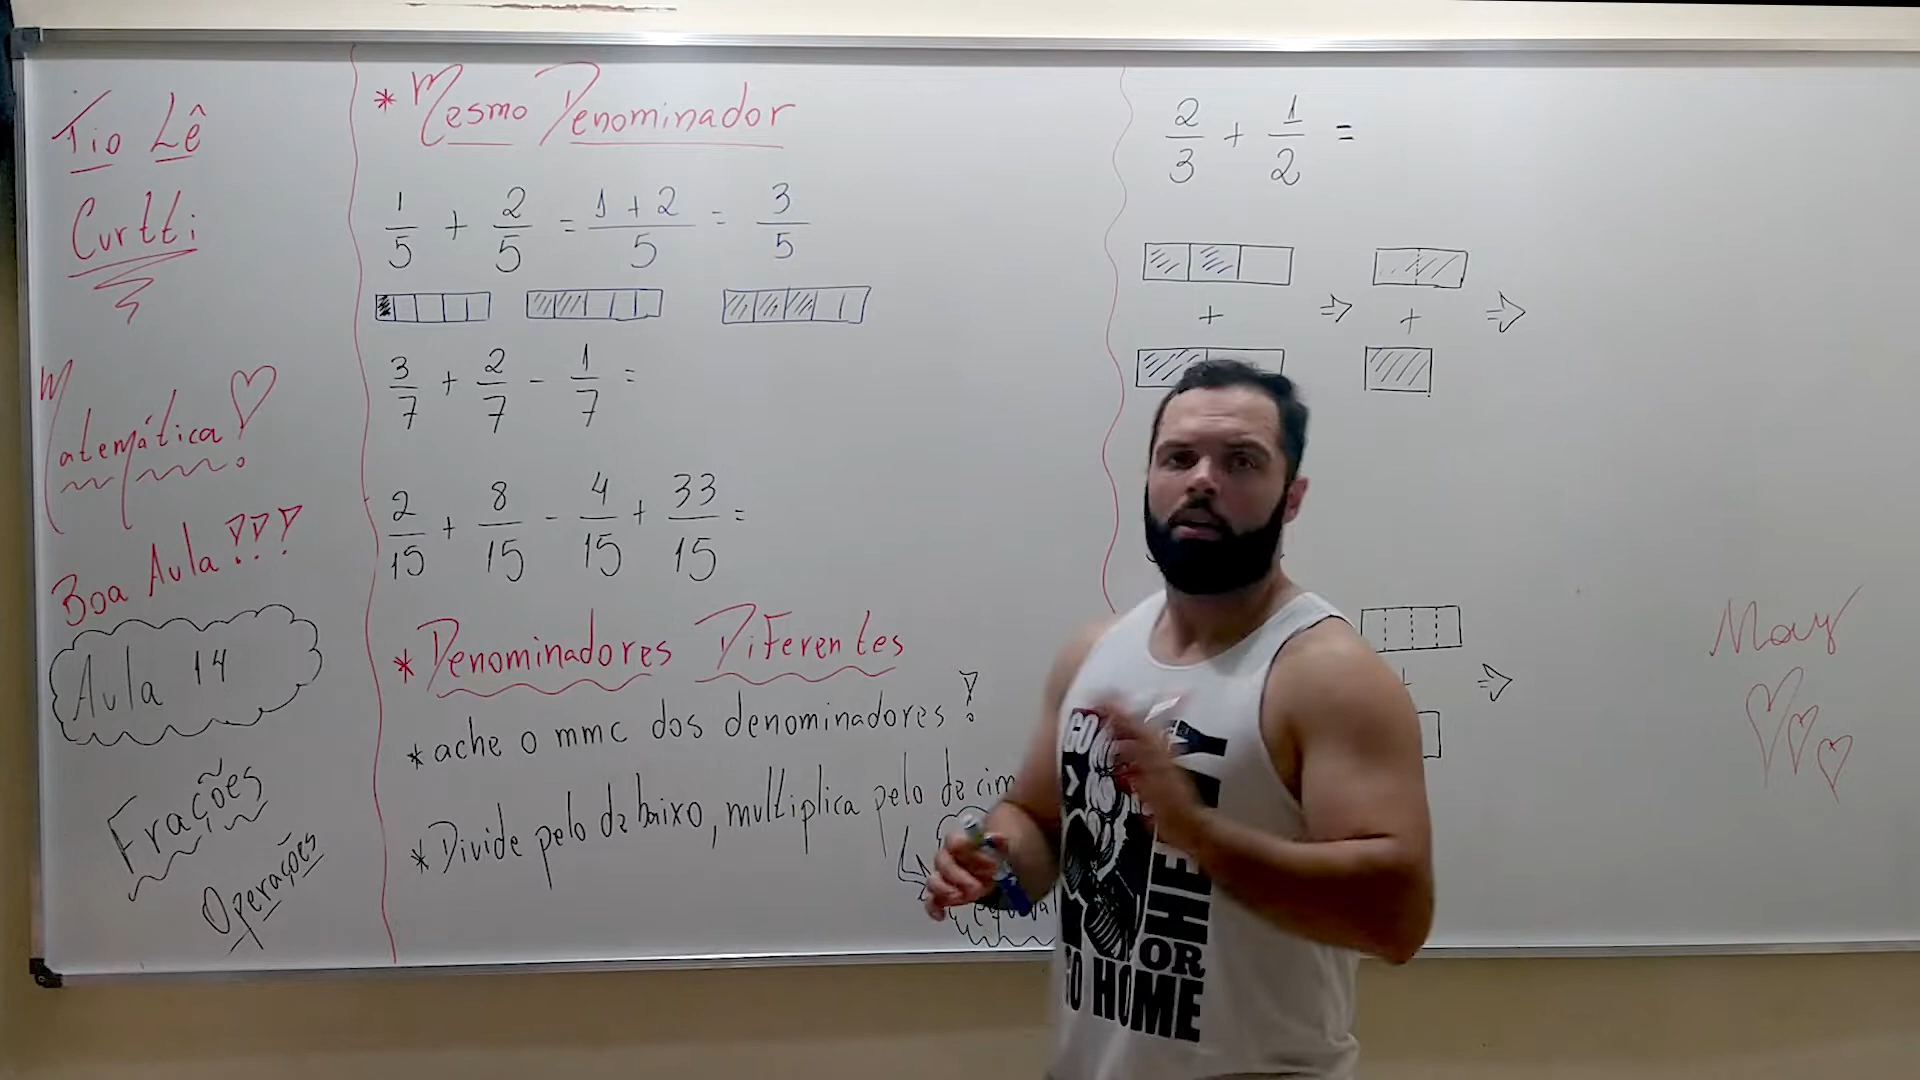 Tio Lê
Curtti
Matemática
Boa Aula!!!
Aula 14
Frações
Operações
* Mesmo Denominador
1/5 + 2/5 = 1+2/5 = 3/5
3/7 + 2/7 - 1/7 =
2/15 + 8/15 - 4/15 + 33/15 =
* Denominadores Diferentes
* ache o mmc dos denominadores!
* Divide pelo de baixo, multiplica pelo de
2/3 + 1/2 =
+ ⇒ + ⇒
⇒
May
GO
HEAVY
OR
GO HOME